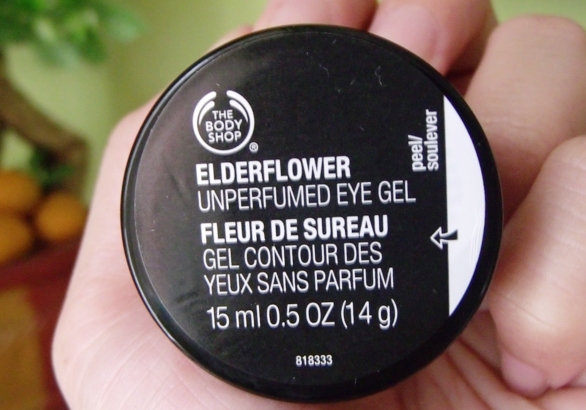 THE
BODY
SHOP
®
ELDERFLOWER
UNPERFUMED EYE GEL
FLEUR DE SUREAU
GEL CONTOUR DES
YEUX SANS PARFUM
15 ml 0.5 OZ (14 g)
818333
peel/
soulever